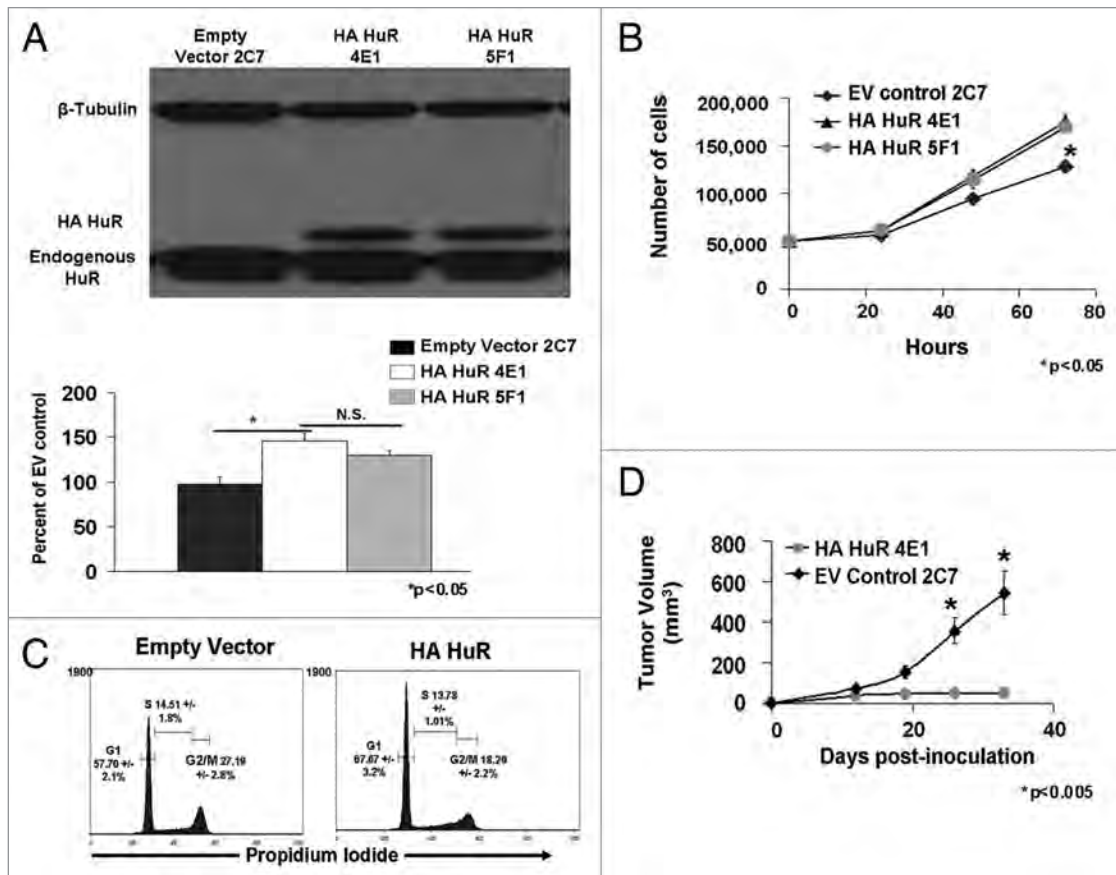 A
Empty
Vector 2C7
HA HuR
4E1
HA HuR
5F1
β-Tubulin
HA HuR
Endogenous
HuR
Empty Vector 2C7
HA HuR 4E1
HA HuR 5F1
Percent of EV control
200
150
100
50
0
*
N.S.
*p<0.05
B
EV control 2C7
HA HuR 4E1
HA HuR 5F1
Number of cells
200,000
150,000
100,000
50,000
0
*
0 20 40 60 80
Hours
*p<0.05
C
Empty Vector
1900
S 14.51 +/-
1.8%
G1
57.70 +/-
2.1%
G2/M 27.19
+/- 2.8%
HA HuR
1900
S 13.78
+/-
1.01%
G1
67.67 +/-
3.2%
G2/M 18.20
+/- 2.2%
Propidium Iodide
D
HA HuR 4E1
EV Control 2C7
Tumor Volume
(mm³)
800
600
400
200
0
*
*
0 20 40
Days post-inoculation
*p<0.005